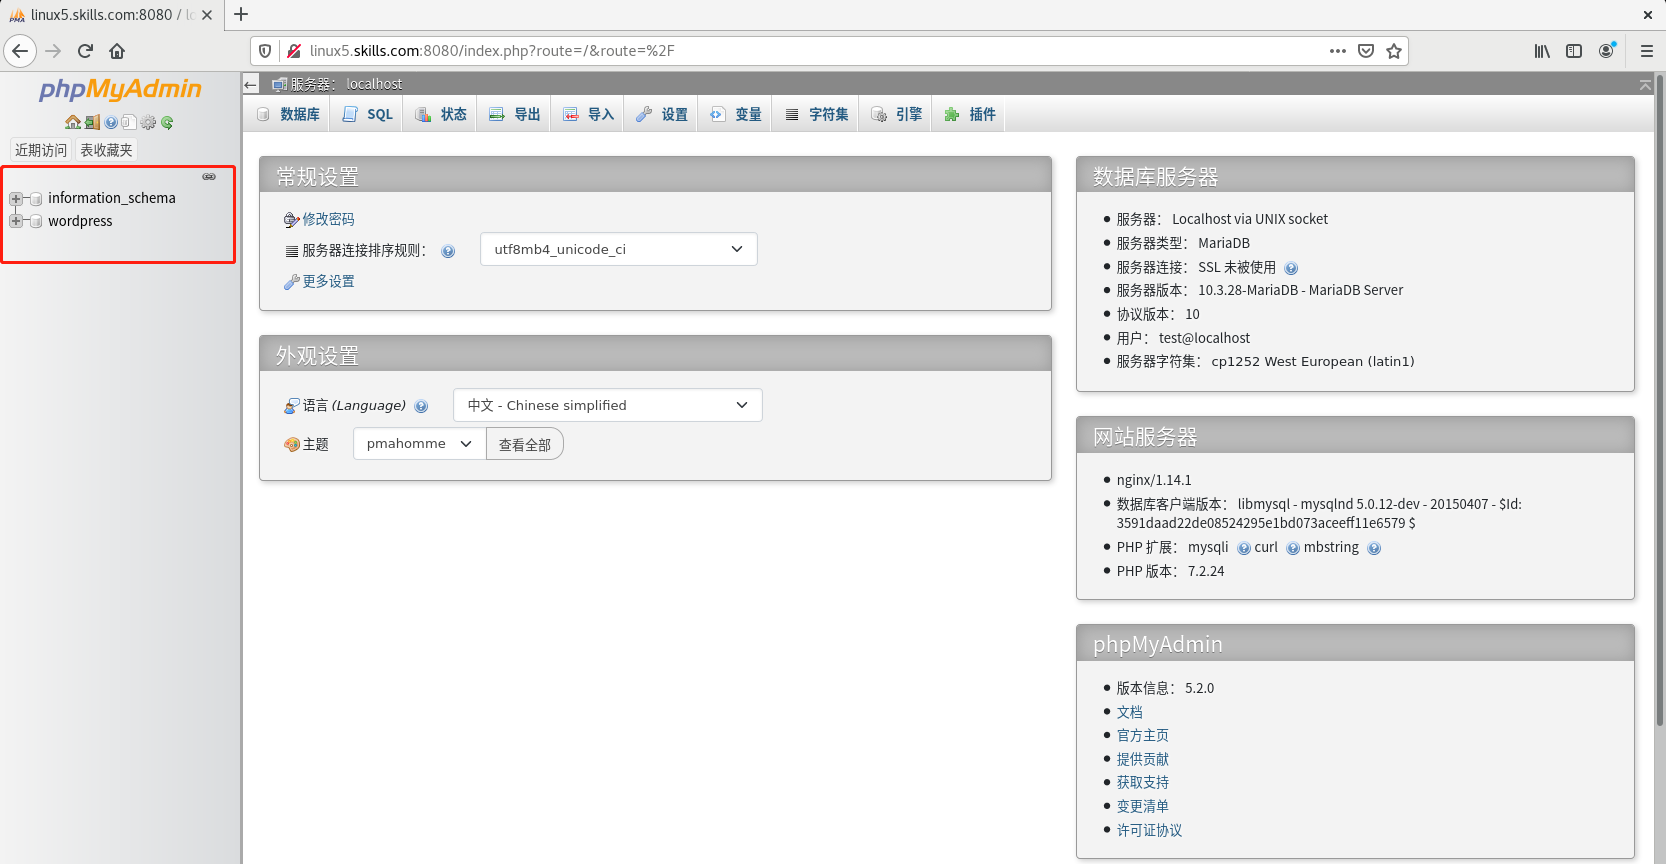 linux5.skills.com:8080 /
linux5.skills.com:8080/index.php?route=/&route=%2F
phpMyAdmin
近期访问 表收藏夹
information_schema
wordpress
服务器： localhost
数据库 SQL 状态 导出 导入 设置 变量 字符集 引擎 插件
常规设置
修改密码
服务器连接排序规则： utf8mb4_unicode_ci
更多设置
外观设置
语言 (Language) 中文 - Chinese simplified
主题 pmahomme 查看全部
数据库服务器
服务器： Localhost via UNIX socket
服务器类型： MariaDB
服务器连接： SSL 未被使用
服务器版本： 10.3.28-MariaDB - MariaDB Server
协议版本： 10
用户： test@localhost
服务器字符集： cp1252 West European (latin1)
网站服务器
nginx/1.14.1
数据库客户端版本： libmysql - mysqlnd 5.0.12-dev - 20150407 - $Id:
3591daad22de08524295e1bd073aceeff11e6579 $
PHP 扩展： mysqli curl mbstring
PHP 版本： 7.2.24
phpMyAdmin
版本信息： 5.2.0
文档
官方主页
提供贡献
获取支持
变更清单
许可证协议